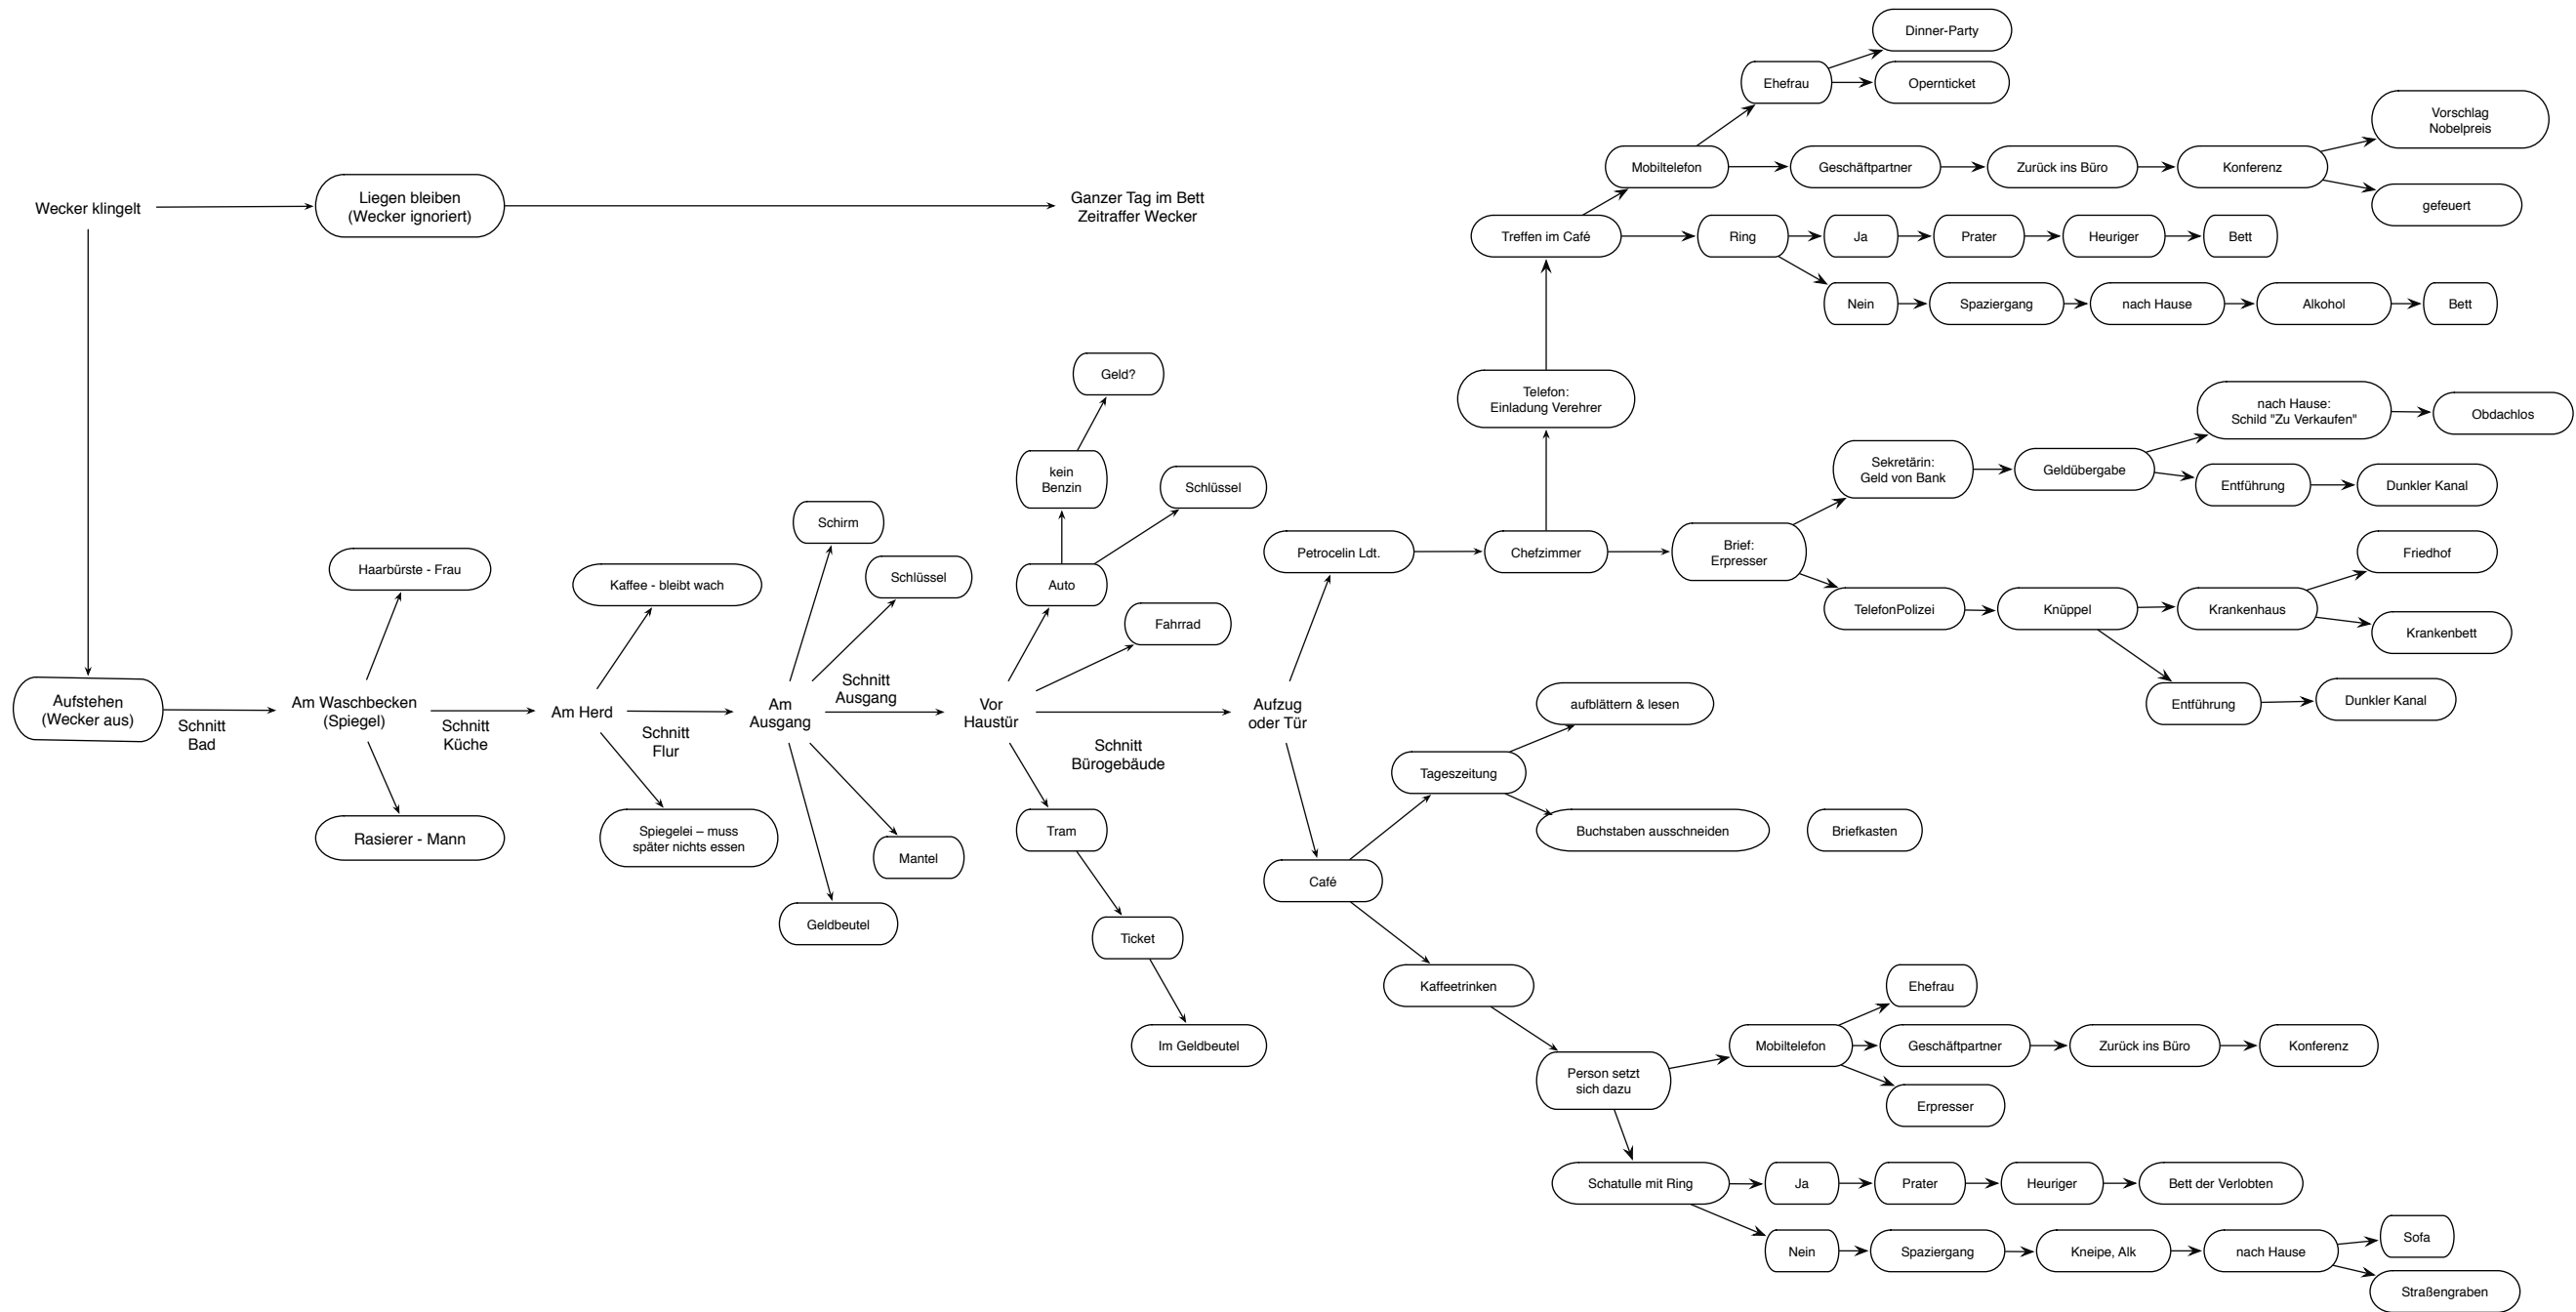 Dinner-Party
Ehefrau
Opernticket
Vorschlag
Nobelpreis
Mobiltelefon
Geschäftpartner
Zurück ins Büro
Konferenz
gefeuert
Wecker klingelt
Liegen bleiben
(Wecker ignoriert)
Ganzer Tag im Bett
Zeitraffer Wecker
Treffen im Café
Ring
Ja
Prater
Heuriger
Bett
Nein
Spaziergang
nach Hause
Alkohol
Bett
Geld?
Telefon:
Einladung Verehrer
nach Hause:
Schild "Zu Verkaufen"
Obdachlos
kein
Benzin
Schlüssel
Sekretärin:
Geld von Bank
Geldübergabe
Entführung
Dunkler Kanal
Schirm
Petrocelin Ldt.
Chefzimmer
Brief:
Erpresser
Friedhof
Haarbürste - Frau
Kaffee - bleibt wach
Schlüssel
Auto
Fahrrad
TelefonPolizei
Knüppel
Krankenhaus
Krankenbett
Aufstehen
(Wecker aus)
Schnitt
Bad
Am Waschbecken
(Spiegel)
Schnitt
Küche
Am Herd
Schnitt
Flur
Am
Ausgang
Schnitt
Ausgang
Vor
Haustür
Schnitt
Bürogebäude
Aufzug
oder Tür
aufblättern & lesen
Entführung
Dunkler Kanal
Tageszeitung
Rasierer - Mann
Spiegelei – muss
später nichts essen
Mantel
Tram
Buchstaben ausschneiden
Briefkasten
Café
Geldbeutel
Ticket
Kaffeetrinken
Ehefrau
Im Geldbeutel
Person setzt
sich dazu
Mobiltelefon
Geschäftpartner
Zurück ins Büro
Konferenz
Erpresser
Schatulle mit Ring
Ja
Prater
Heuriger
Bett der Verlobten
Nein
Spaziergang
Kneipe, Alk
nach Hause
Sofa
Straßengraben